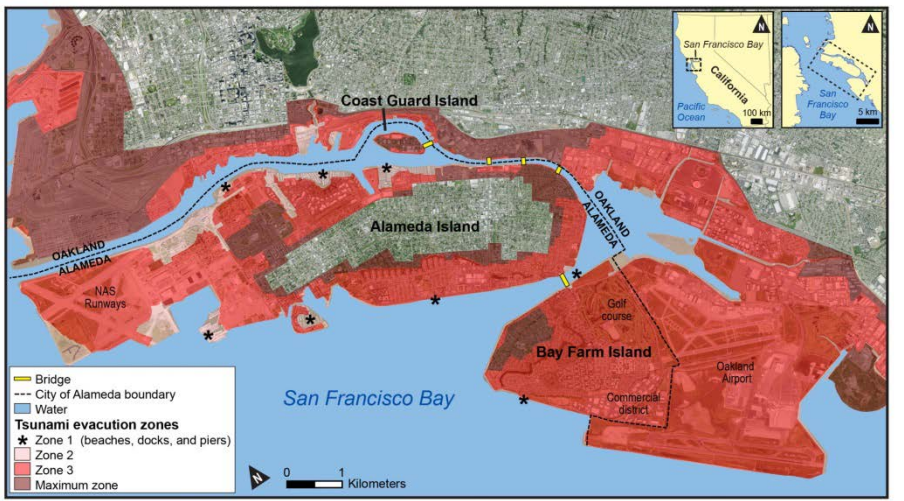 San Francisco Bay
California
Pacific
Ocean
100 km
N
San
Francisco
Bay
5 km
N
Coast Guard Island
Alameda Island
OAKLAND
ALAMEDA
OAKLAND
ALAMEDA
NAS
Runways
Golf
course
Bay Farm Island
Oakland
Airport
Commercial
district
San Francisco Bay
Bridge
City of Alameda boundary
Water
Tsunami evacution zones
* Zone 1 (beaches, docks, and piers)
Zone 2
Zone 3
Maximum zone
N
0 1
Kilometers